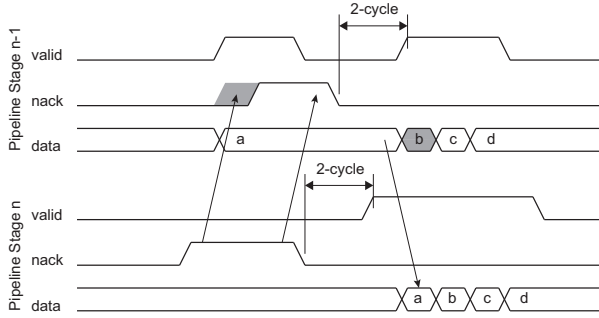 2-cycle
Pipeline Stage n-1
valid
nack
data
a
b
c
d
2-cycle
Pipeline Stage n
valid
nack
data
a
b
c
d